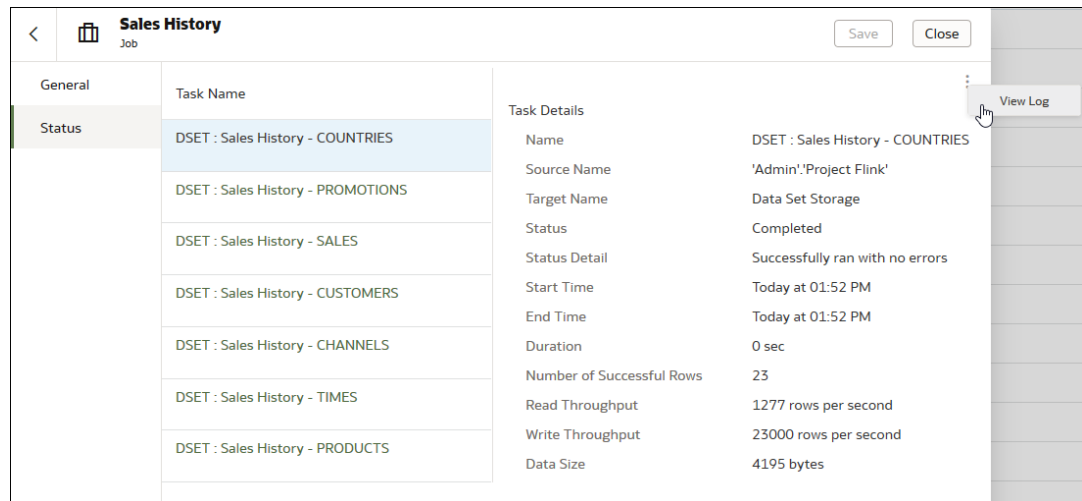 Sales History
Job
Save
Close
General
Status
Task Name
DSET : Sales History - COUNTRIES
DSET : Sales History - PROMOTIONS
DSET : Sales History - SALES
DSET : Sales History - CUSTOMERS
DSET : Sales History - CHANNELS
DSET : Sales History - TIMES
DSET : Sales History - PRODUCTS
View Log
Task Details
Name DSET : Sales History - COUNTRIES
Source Name 'Admin'.'Project Flink'
Target Name Data Set Storage
Status Completed
Status Detail Successfully ran with no errors
Start Time Today at 01:52 PM
End Time Today at 01:52 PM
Duration 0 sec
Number of Successful Rows 23
Read Throughput 1277 rows per second
Write Throughput 23000 rows per second
Data Size 4195 bytes